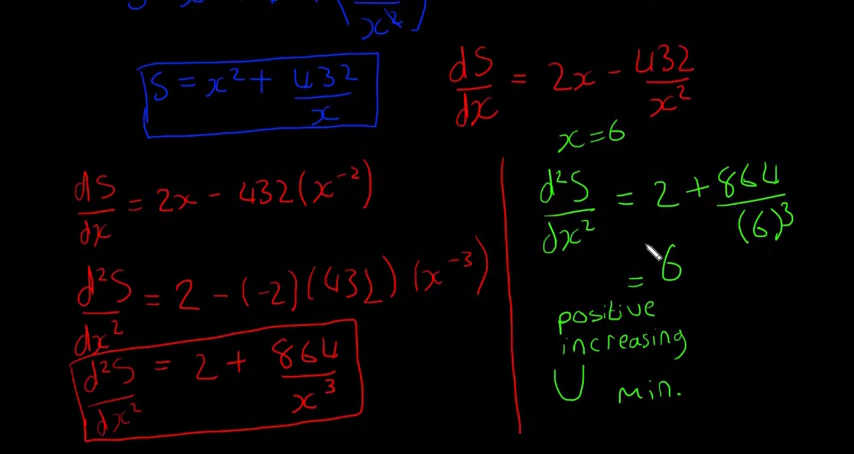 S = x² + 432/x
dS/dx = 2x - 432/x²
x = 6
dS/dx = 2x - 432(x⁻²)
d²S/dx² = 2 - (-2)(432)(x⁻³)
d²S/dx² = 2 + 864/x³
d²S/dx² = 2 + 864/(6)³
= 6
positive
increasing
∪ min.